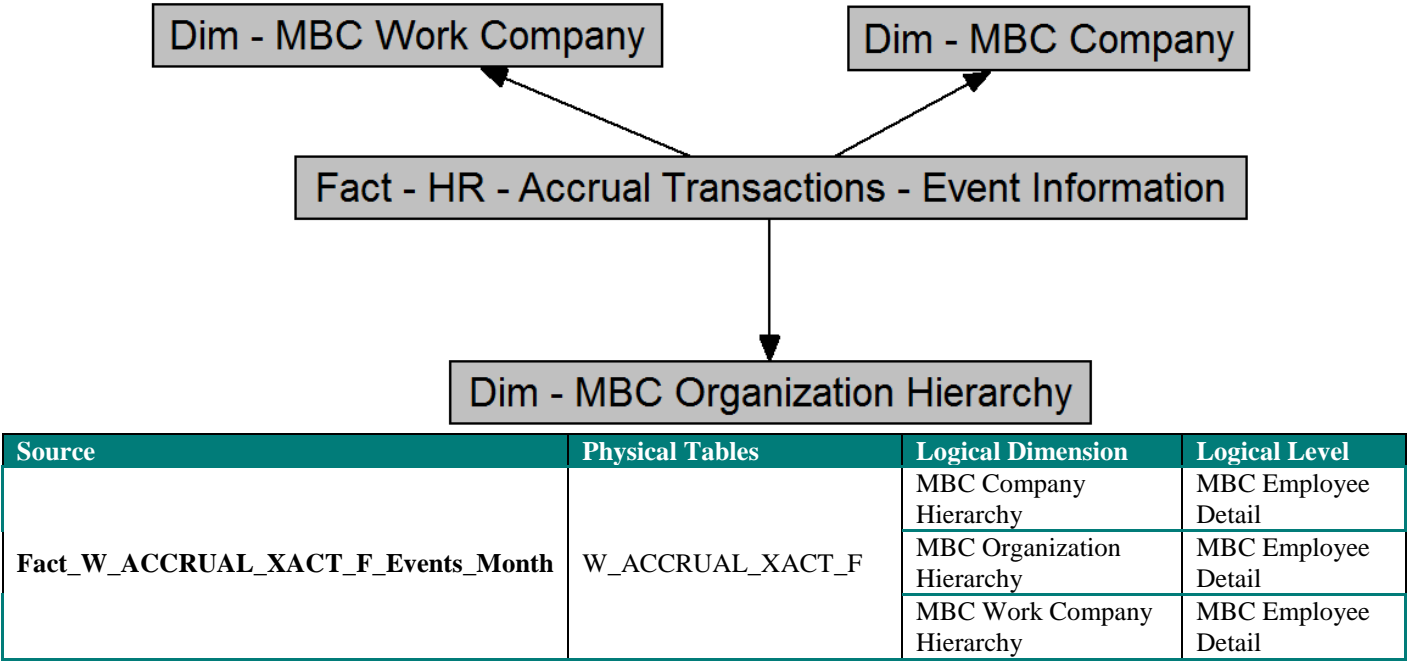 Dim - MBC Work Company
Dim - MBC Company
Fact - HR - Accrual Transactions - Event Information
Dim - MBC Organization Hierarchy
Source Physical Tables Logical Dimension Logical Level
Fact_W_ACCRUAL_XACT_F_Events_Month W_ACCRUAL_XACT_F
MBC Company MBC Employee
Hierarchy Detail
MBC Organization MBC Employee
Hierarchy Detail
MBC Work Company MBC Employee
Hierarchy Detail